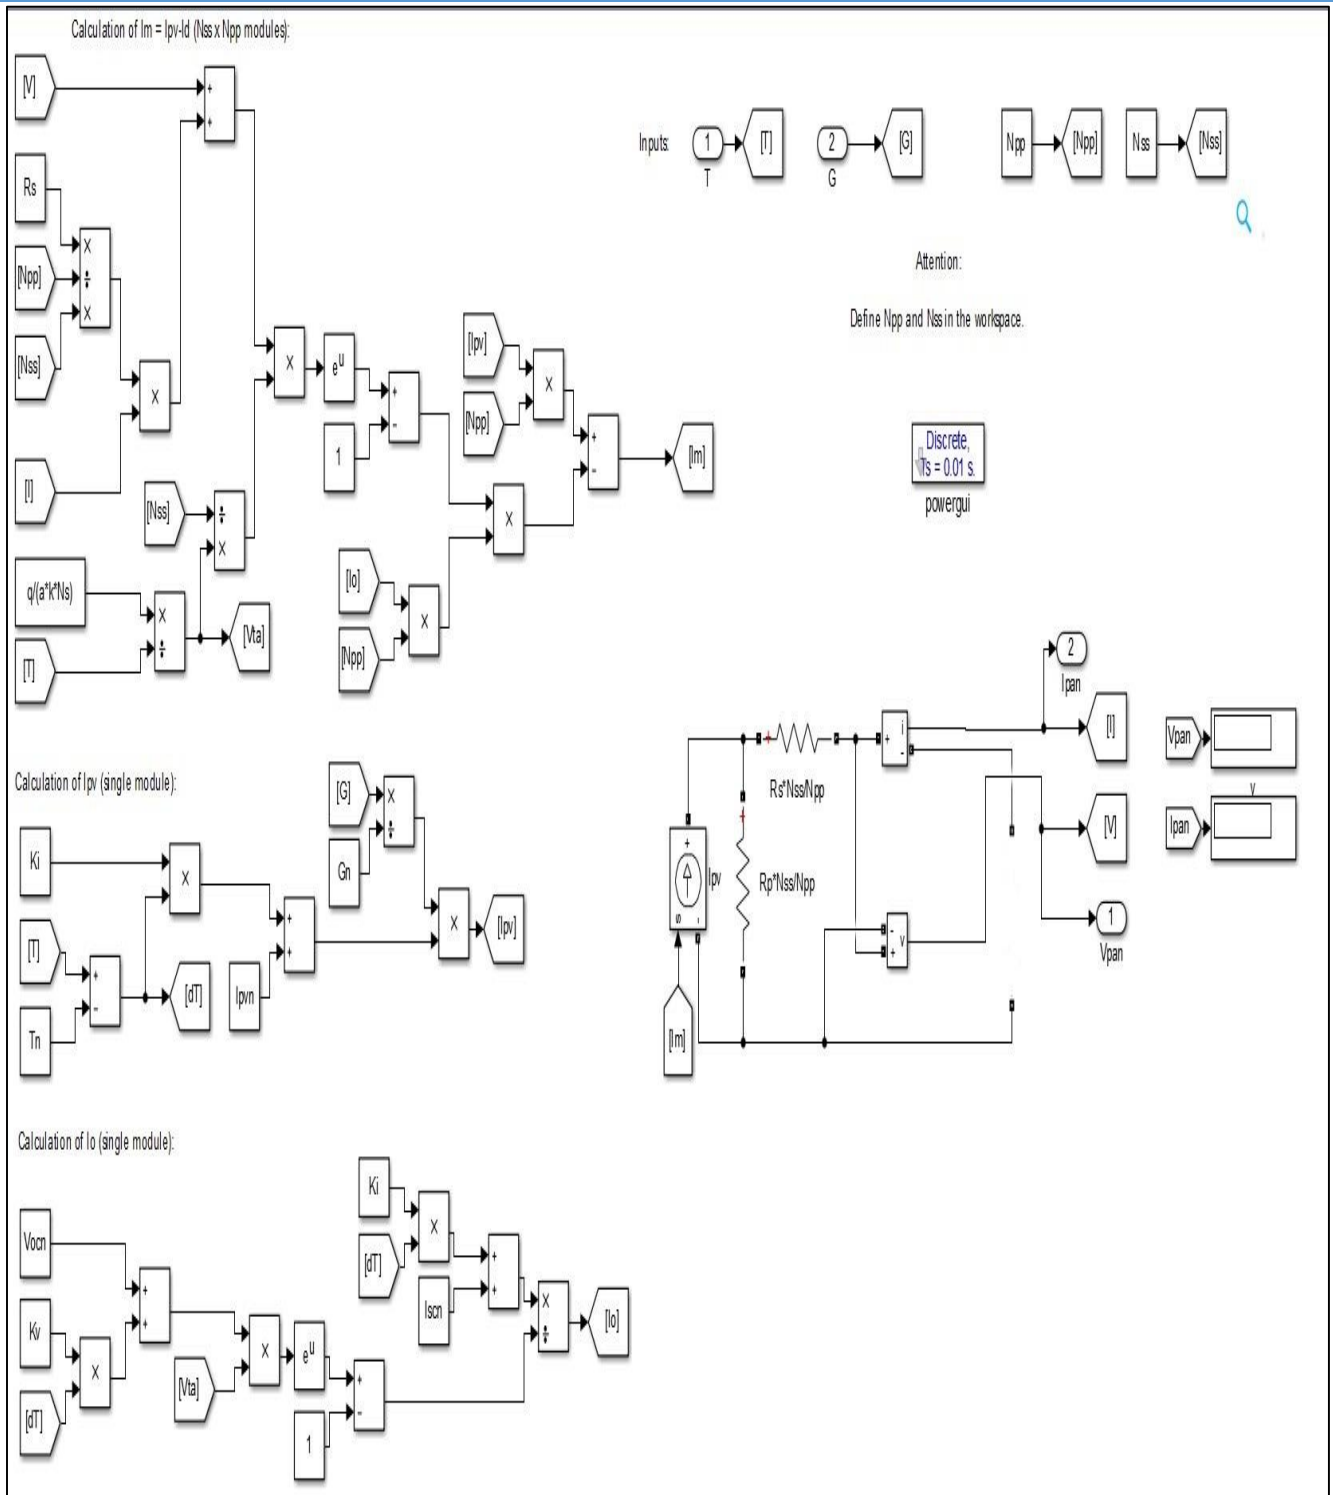 Calculation of Im = Ipv-Id (Nss x Npp modules):
[V]
+
+
Rs
[Npp]
[Nss]
×
÷
×
×
[I]
[Nss]
÷
×
q/(a*k*Ns)
[T]
×
÷
[Vta]
×
e^u
1
+
-
[Ipv]
[Npp]
×
+
-
[Im]
×
[Io]
[Npp]
×
Inputs:
1
T
[T]
2
G
[G]
Npp
[Npp]
Nss
[Nss]
Attention:
Define Npp and Nss in the workspace.
Discrete,
Ts = 0.01 s.
powergui
Calculation of Ipv (single module):
Ki
[T]
Tn
+
-
×
[dT]
Ipvn
+
+
[G]
Gn
×
÷
×
[Ipv]
2
Ipan
[I]
[V]
1
Vpan
Vpan
v
Ipan
+
Rs*Nss/Npp
+
i
-
+
Rp*Nss/Npp
+
Ipv
s
-
-
+
v
[Im]
Calculation of Io (single module):
Vocn
Kv
[dT]
×
+
+
[Vta]
×
e^u
1
+
-
Ki
[dT]
×
Iscn
+
+
×
÷
[Io]